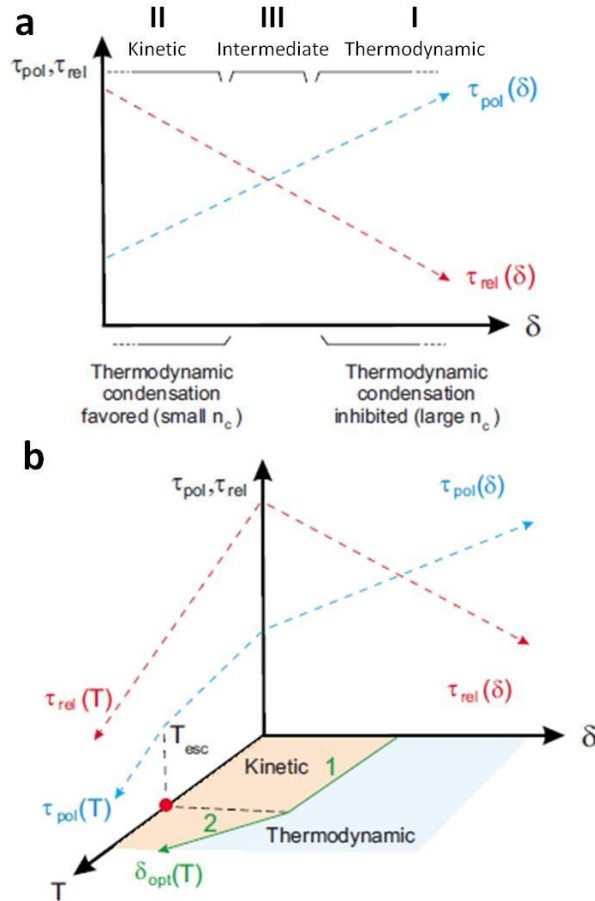 a
II III I
Kinetic Intermediate Thermodynamic
τpol,τrel
τpol(δ)
τrel(δ)
δ
Thermodynamic
condensation
favored (small nc)
Thermodynamic
condensation
inhibited (large nc)
b
τpol,τrel
τpol(δ)
τrel(δ)
τrel(T)
Tesc
δ
Kinetic 1
τpol(T)
2
Thermodynamic
δopt(T)
T